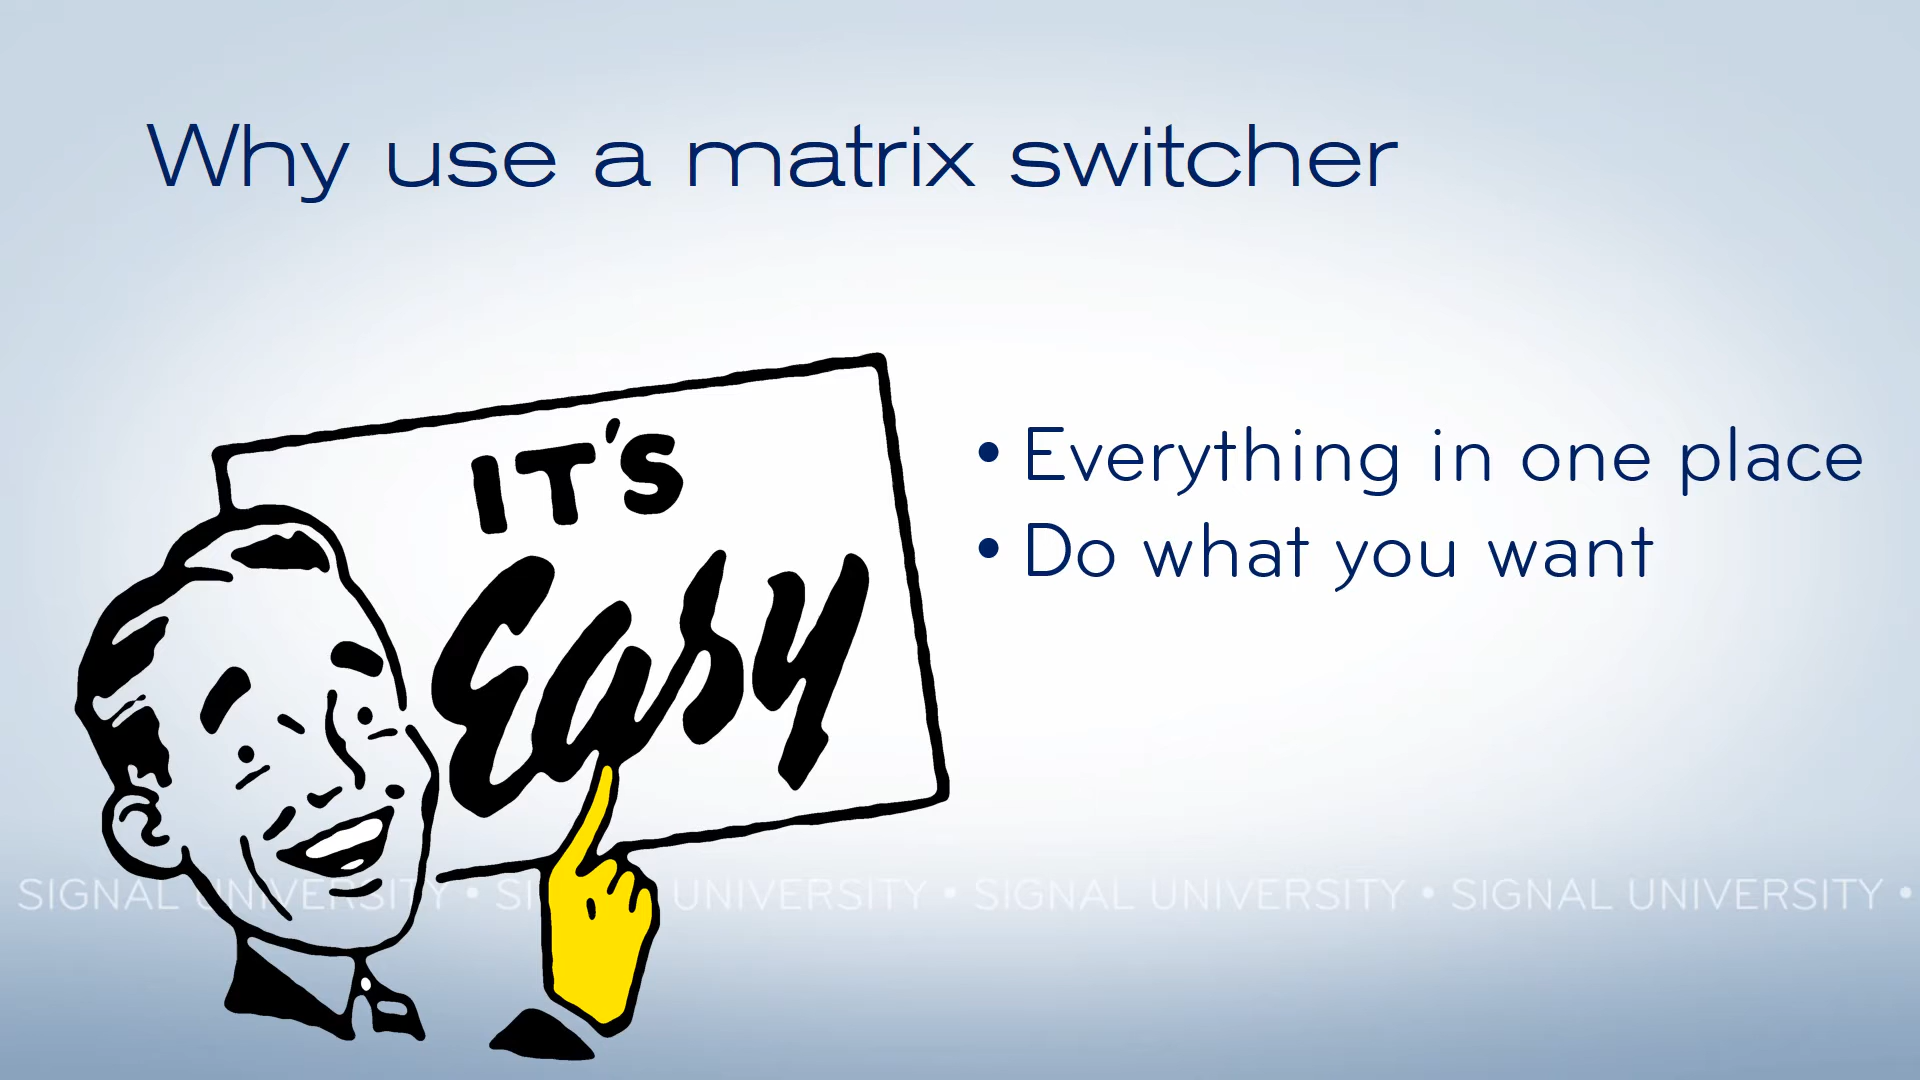 Why use a matrix switcher
IT'S
Easy
• Everything in one place
• Do what you want
SIGNAL UNIVERSITY • SIGNAL UNIVERSITY • SIGNAL UNIVERSITY • SIGNAL UNIVERSITY •